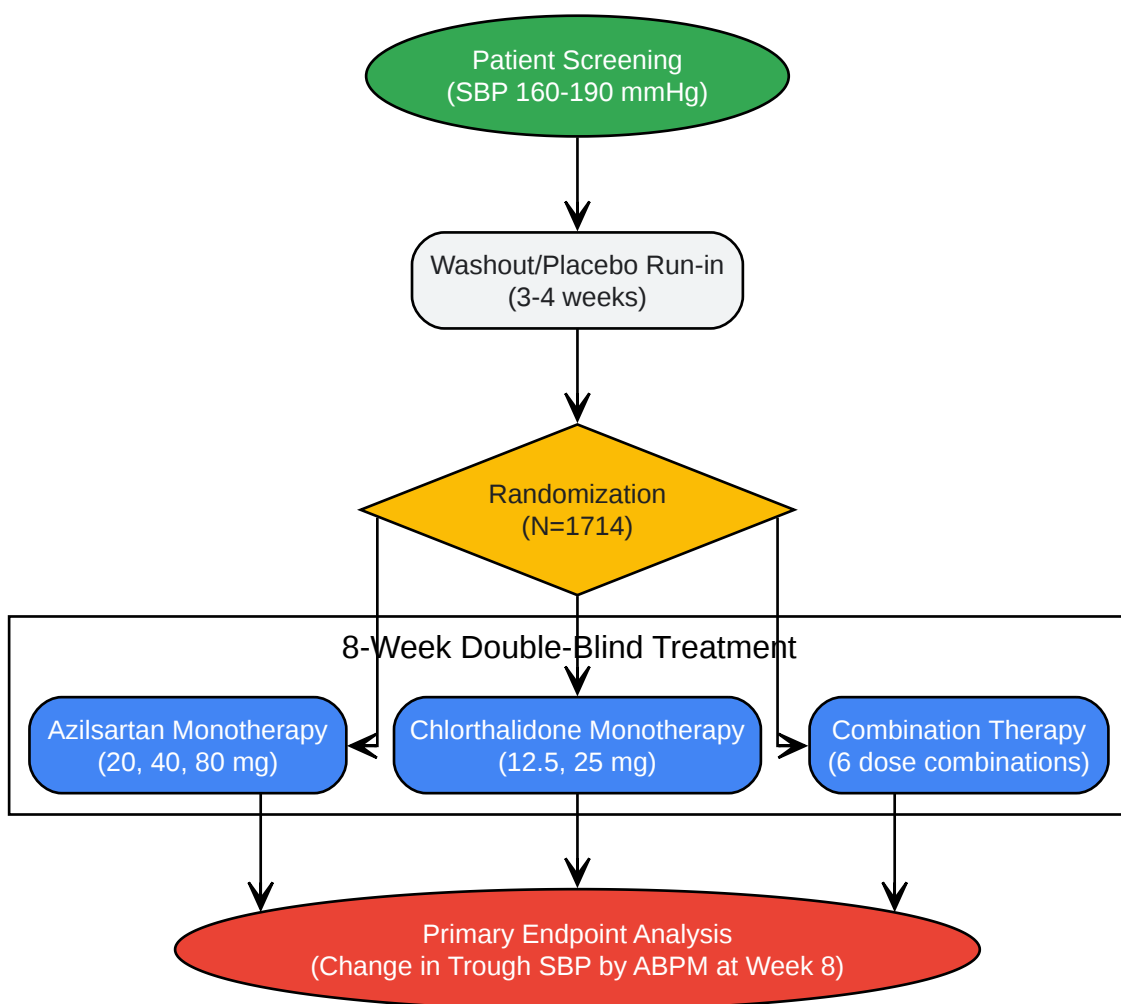 Patient Screening
(SBP 160-190 mmHg)
Washout/Placebo Run-in
(3-4 weeks)
Randomization
(N=1714)
8-Week Double-Blind Treatment
Azilsartan Monotherapy
(20, 40, 80 mg)
Chlorthalidone Monotherapy
(12.5, 25 mg)
Combination Therapy
(6 dose combinations)
Primary Endpoint Analysis
(Change in Trough SBP by ABPM at Week 8)